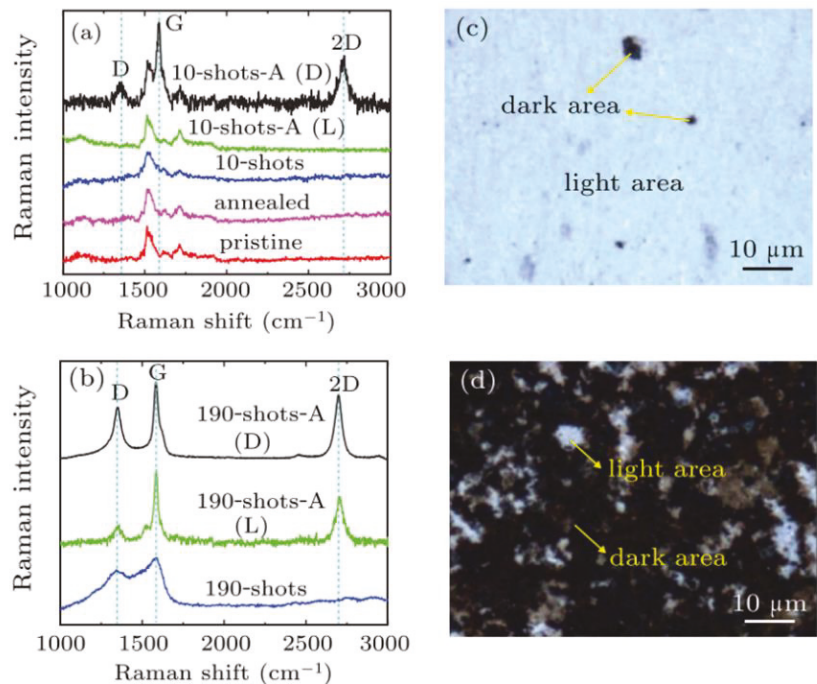 (a)
G
D
2D
10-shots-A (D)
10-shots-A (L)
10-shots
annealed
pristine
Raman intensity
1000 1500 2000 2500 3000
Raman shift (cm⁻¹)
(c)
dark area
light area
10 µm
(b)
D
G
2D
190-shots-A
(D)
190-shots-A
(L)
190-shots
Raman intensity
1000 1500 2000 2500 3000
Raman shift (cm⁻¹)
(d)
light area
dark area
10 µm